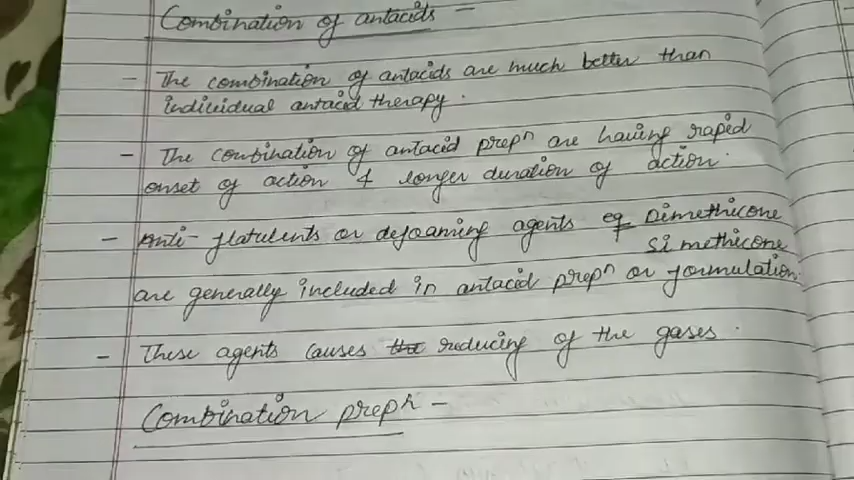 Combination of antacids -
- The combination of antacids are much better than
individual antacid therapy.
- The combination of antacid prepⁿ are having rapid
onset of action & longer duration of action.
- Anti-flatulents or defoaming agents eg Dimethicone
Simethicone
are generally included in antacid prepⁿ or formulation.
- These agents causes the reducing of the gases.
Combination prepⁿ -